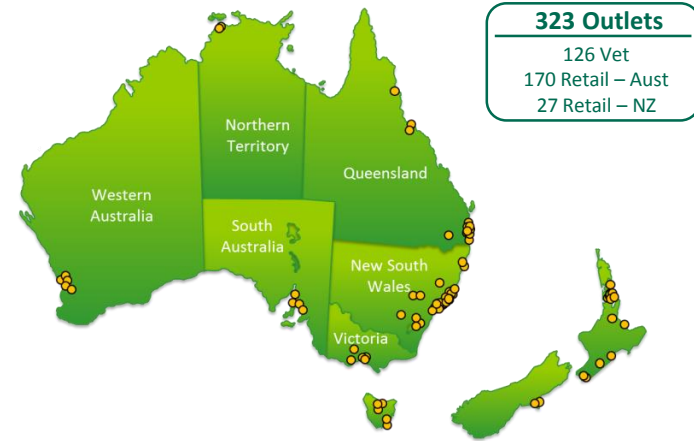 323 Outlets
126 Vet
170 Retail – Aust
27 Retail – NZ
Northern
Territory
Queensland
Western
Australia
South
Australia
New South
Wales
Victoria